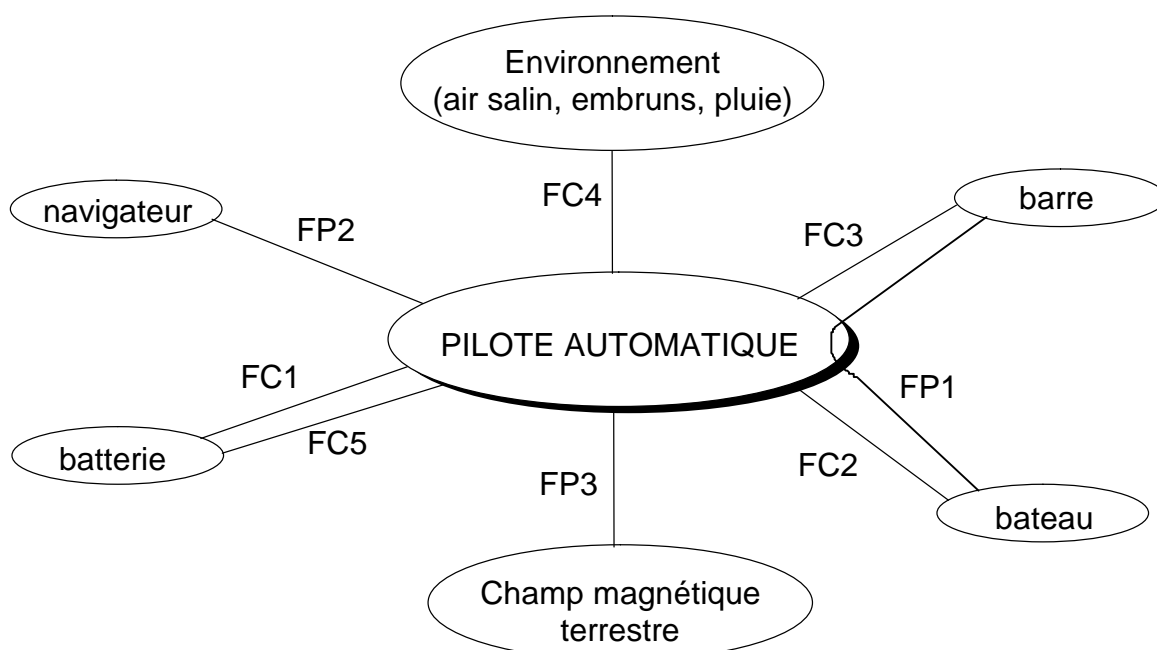 Environnement
(air salin, embruns, pluie)
navigateur
FP2
FC4
FC3
barre
PILOTE AUTOMATIQUE
FC1
batterie
FC5
FP3
FP1
FC2
bateau
Champ magnétique
terrestre